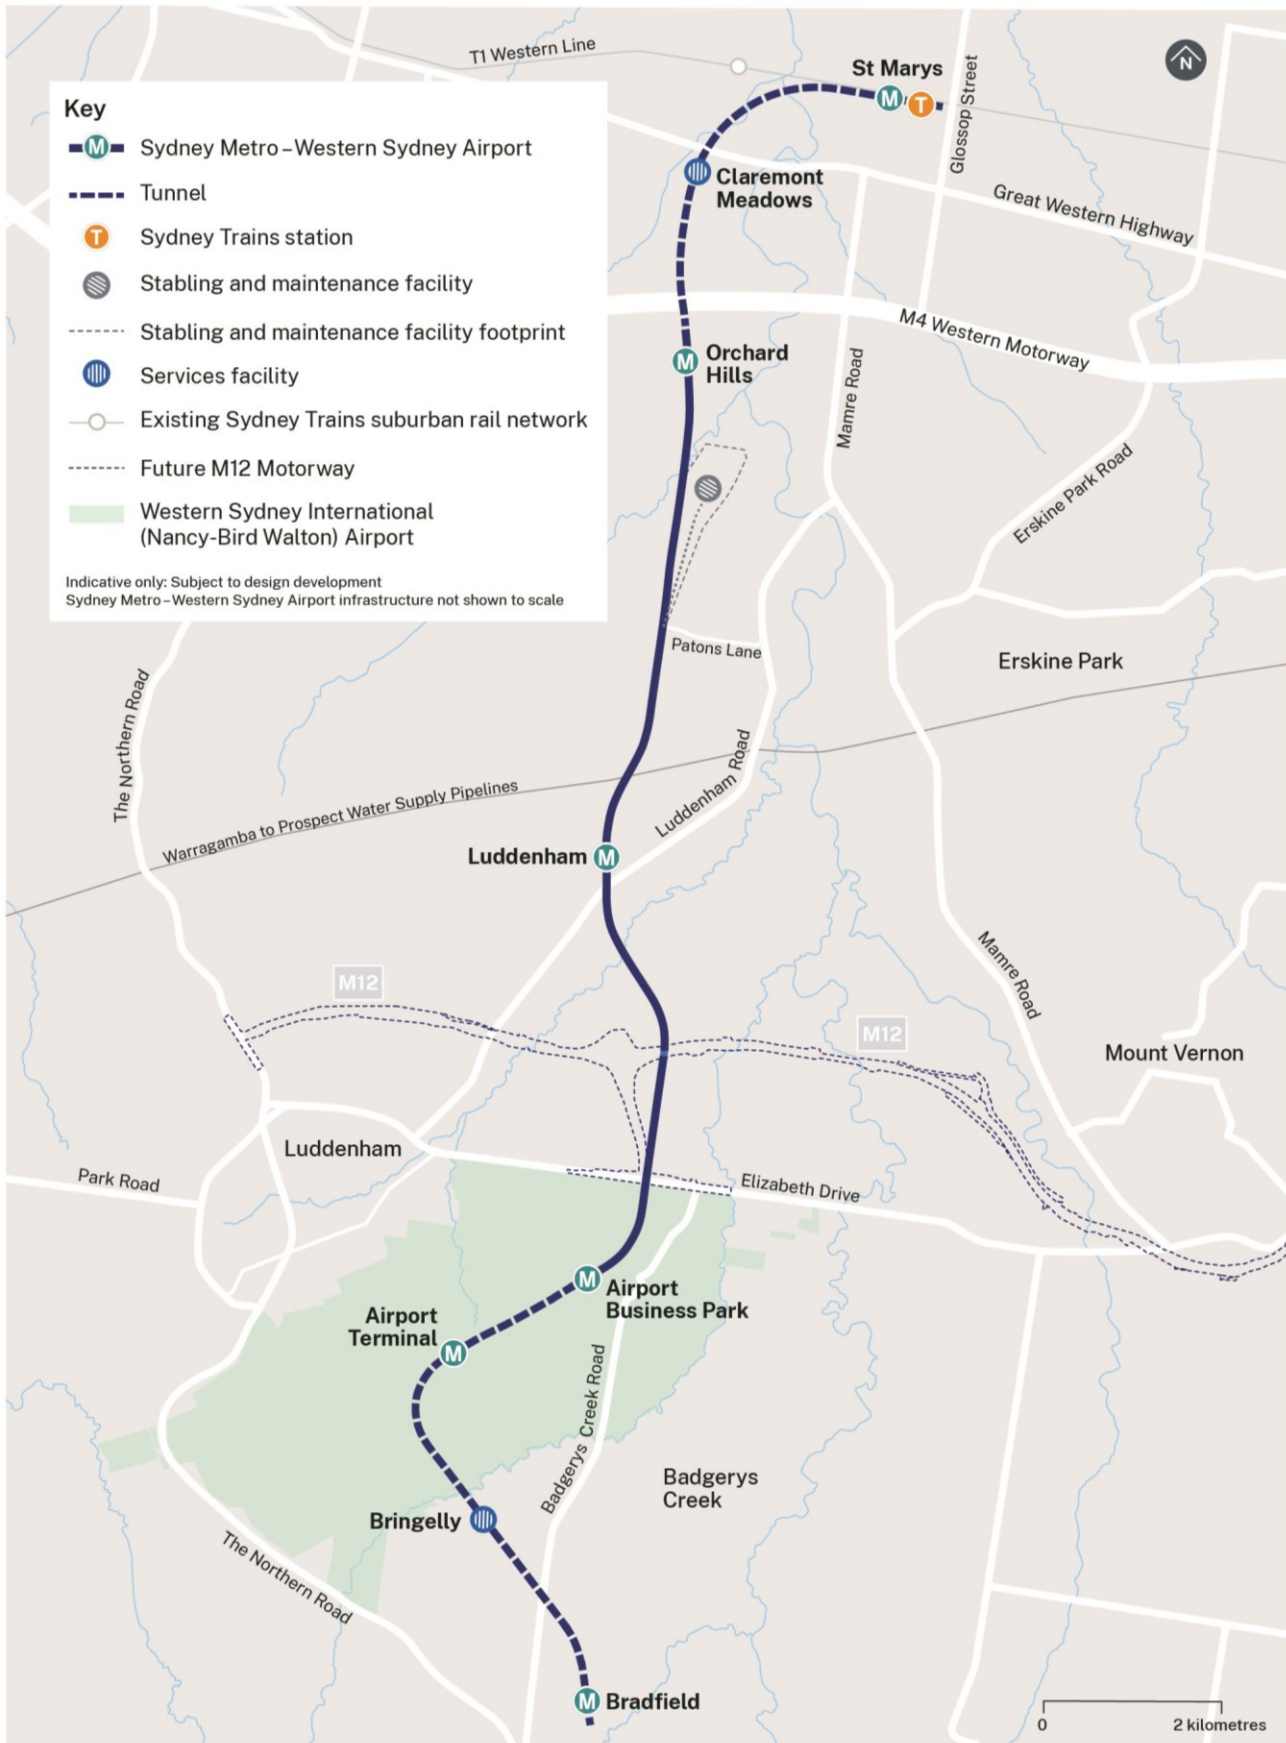 T1 Western Line
St Marys
N
M
T
Glossop Street
Key
M
Sydney Metro – Western Sydney Airport
Tunnel
T
Sydney Trains station
Stabling and maintenance facility
Stabling and maintenance facility footprint
Services facility
Existing Sydney Trains suburban rail network
Future M12 Motorway
Western Sydney International
(Nancy-Bird Walton) Airport
Indicative only: Subject to design development
Sydney Metro – Western Sydney Airport infrastructure not shown to scale
Claremont
Meadows
Great Western Highway
M4 Western Motorway
M
Orchard
Hills
Mamre Road
Erskine Park Road
Patons Lane
Erskine Park
The Northern Road
Luddenham Road
Warragamba to Prospect Water Supply Pipelines
Luddenham
M
Mamre Road
M12
M12
Mount Vernon
Luddenham
Park Road
Elizabeth Drive
M
Airport
Business Park
Airport
Terminal
M
Badgerys Creek Road
Badgerys
Creek
Bringelly
The Northern Road
M
Bradfield
0
2 kilometres